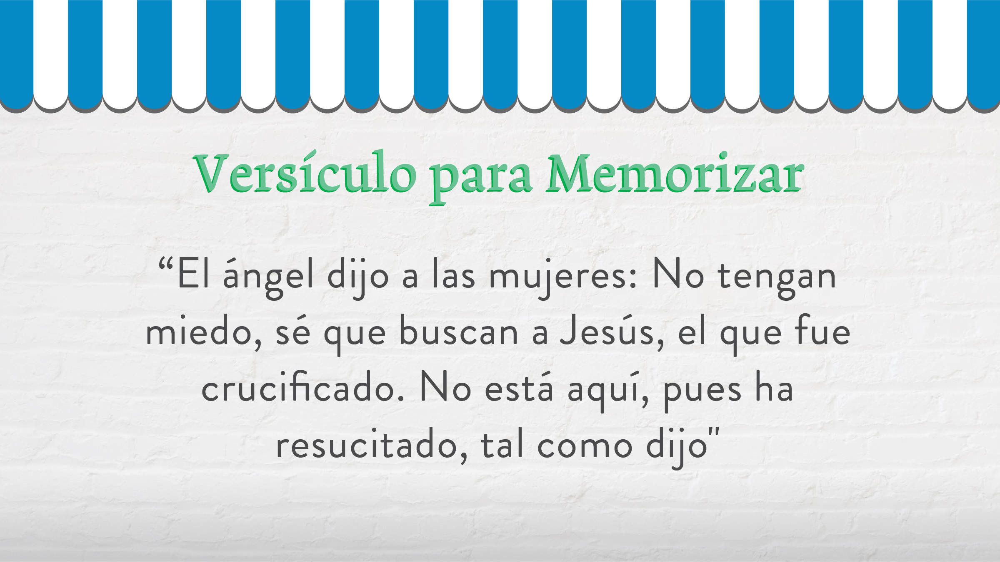 Versículo para Memorizar
“El ángel dijo a las mujeres: No tengan
miedo, sé que buscan a Jesús, el que fue
crucificado. No está aquí, pues ha
resucitado, tal como dijo"